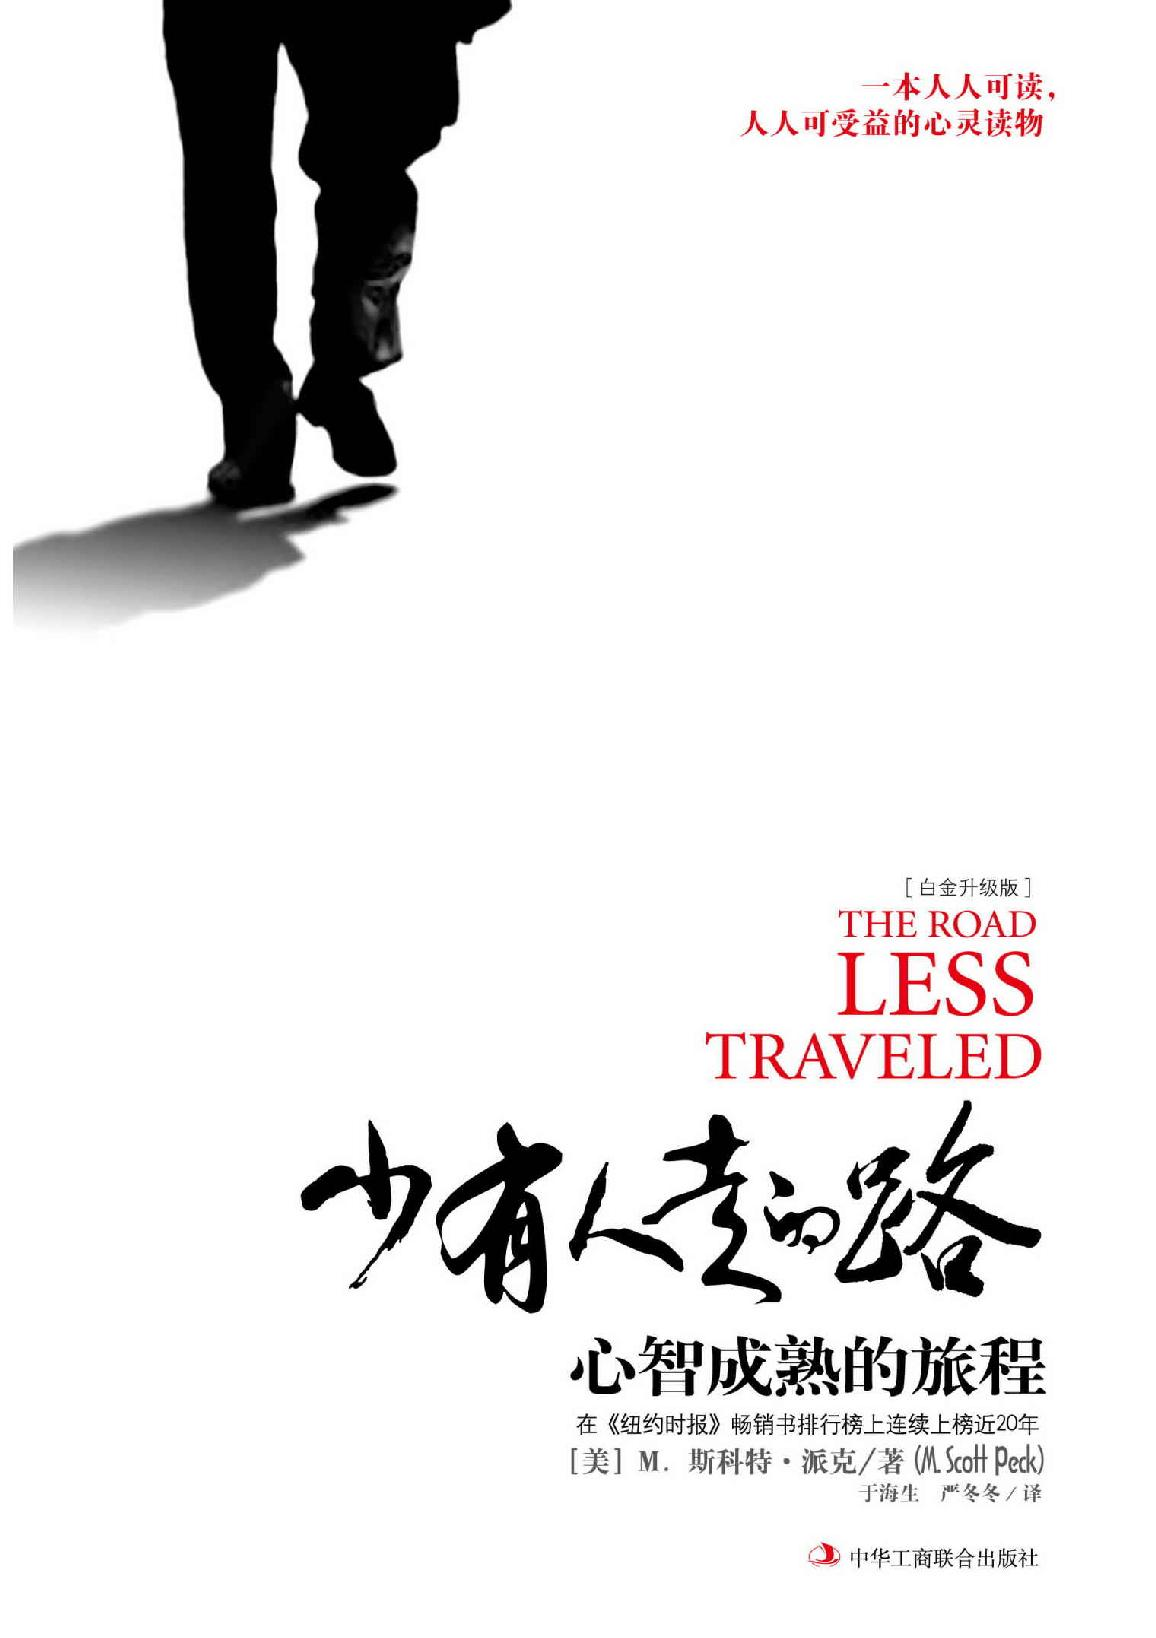 一本人人可读，
人人可受益的心灵读物
[白金升级版]
THE ROAD
LESS
TRAVELED
少有人走的路
心智成熟的旅程
在《纽约时报》畅销书排行榜上连续上榜近20年
[美] M. 斯科特·派克/著 (M. Scott Peck)
于海生 严冬冬/译
中华工商联合出版社